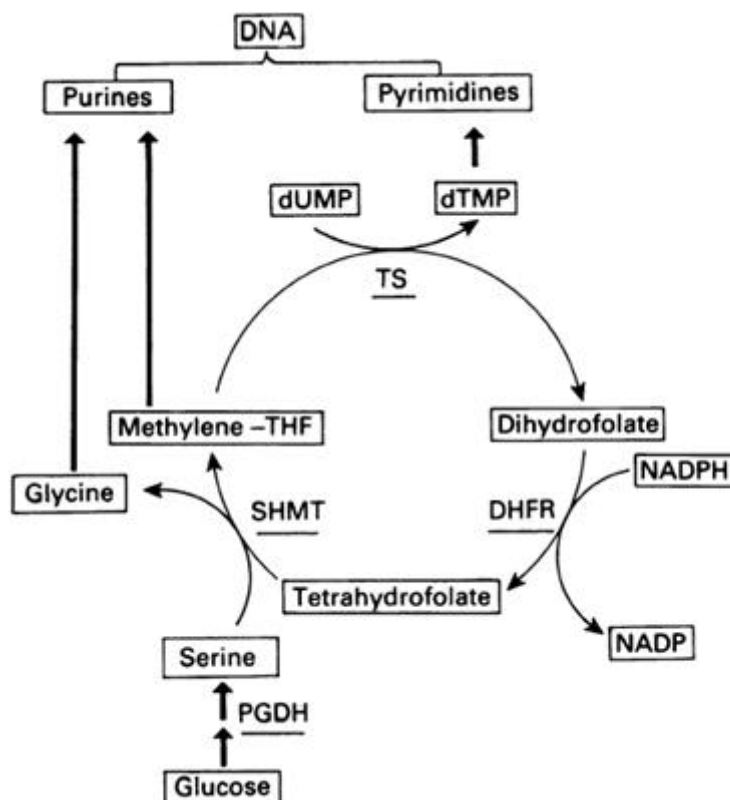 DNA
Purines
Pyrimidines
dUMP
dTMP
TS
Methylene –THF
Dihydrofolate
NADPH
Glycine
SHMT
DHFR
Tetrahydrofolate
Serine
NADP
PGDH
Glucose